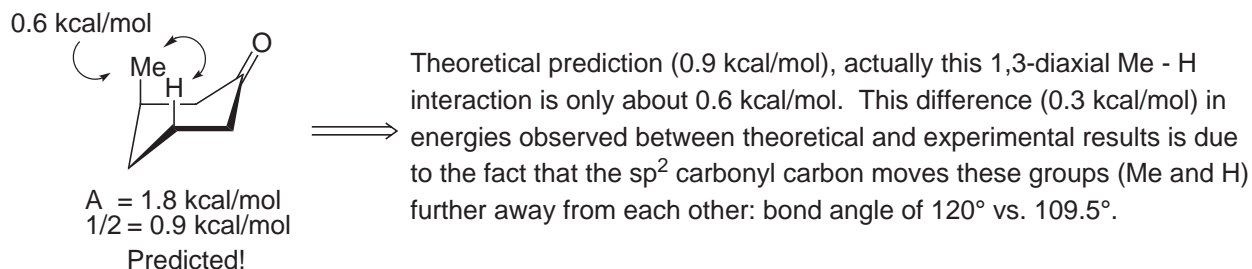 0.6 kcal/mol
O
Me
H
A = 1.8 kcal/mol
1/2 = 0.9 kcal/mol
Predicted!
Theoretical prediction (0.9 kcal/mol), actually this 1,3-diaxial Me - H
interaction is only about 0.6 kcal/mol. This difference (0.3 kcal/mol) in
energies observed between theoretical and experimental results is due
to the fact that the sp² carbonyl carbon moves these groups (Me and H)
further away from each other: bond angle of 120° vs. 109.5°.